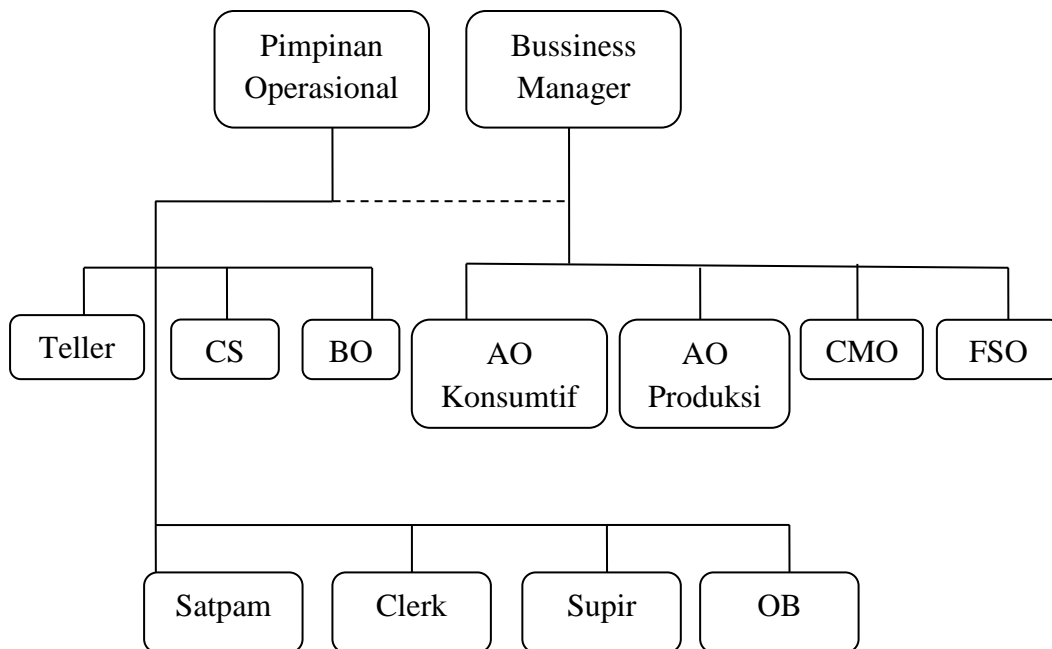 Pimpinan
Operasional
Bussiness
Manager
Teller
CS
BO
AO
Konsumtif
AO
Produksi
CMO
FSO
Satpam
Clerk
Supir
OB